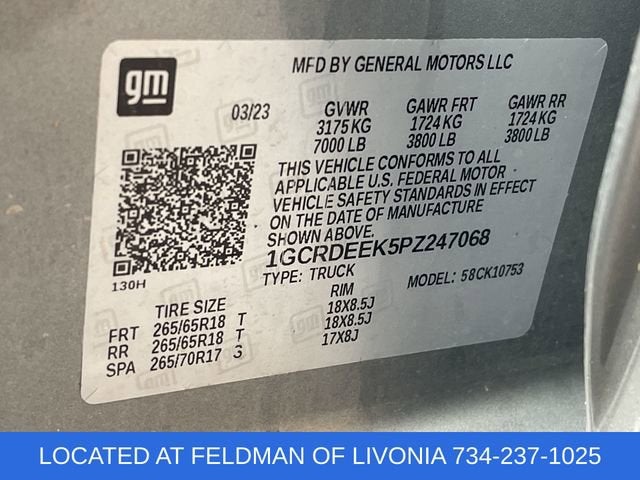 gm
MFD BY GENERAL MOTORS LLC
03/23 GVWR GAWR FRT GAWR RR
3175 KG 1724 KG 1724 KG
7000 LB 3800 LB 3800 LB
THIS VEHICLE CONFORMS TO ALL
APPLICABLE U.S. FEDERAL MOTOR
VEHICLE SAFETY STANDARDS IN EFFECT
ON THE DATE OF MANUFACTURE
SHOWN ABOVE.
1GCRDEEK5PZ247068
130H
TYPE: TRUCK MODEL: 58CK10753
TIRE SIZE RIM
FRT 265/65R18 T 18X8.5J
RR 265/65R18 T 18X8.5J
SPA 265/70R17 3 17X8J
LOCATED AT FELDMAN OF LIVONIA 734-237-1025